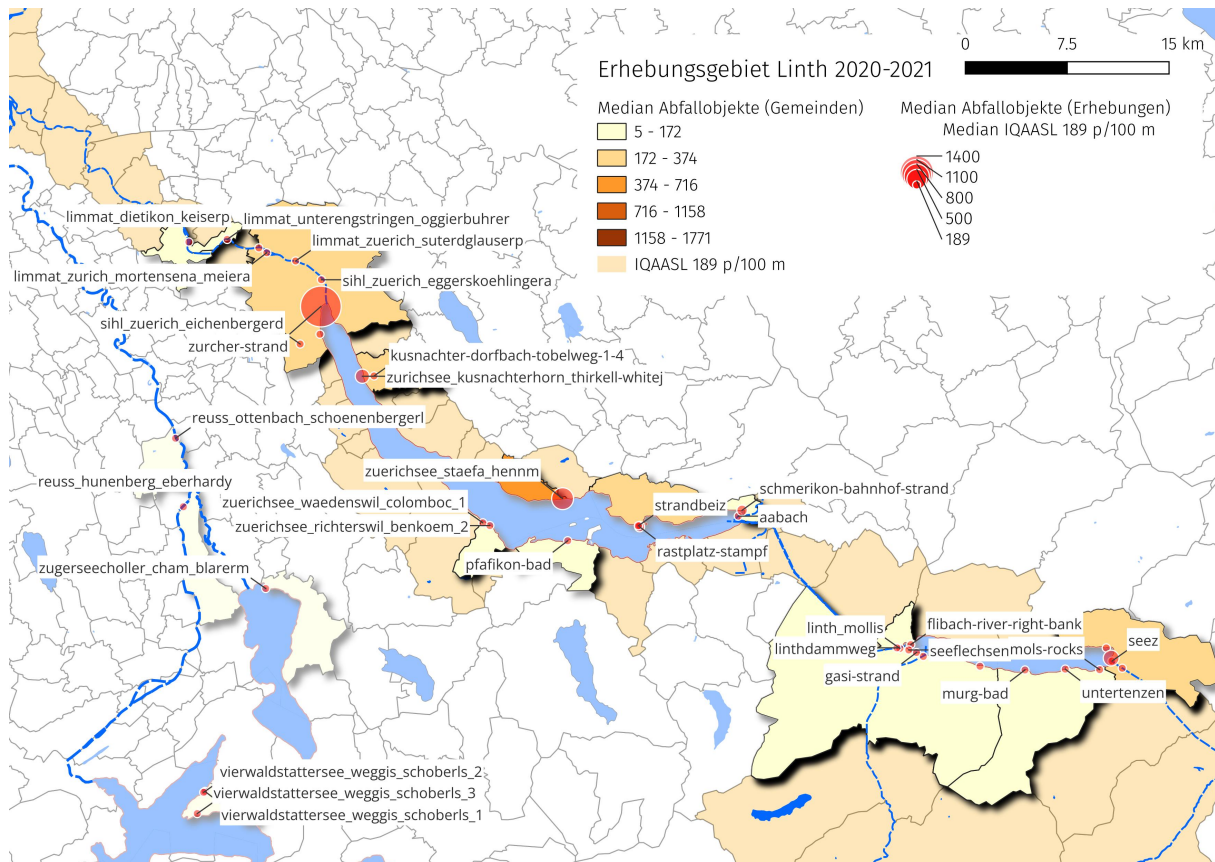 0 7.5 15 km
Erhebungsgebiet Linth 2020-2021
Median Abfallobjekte (Gemeinden)
5 - 172
172 - 374
374 - 716
716 - 1158
1158 - 1771
IQAASL 189 p/100 m
Median Abfallobjekte (Erhebungen)
Median IQAASL 189 p/100 m
1400
1100
800
500
189
limmat_dietikon_keiserp
limmat_unterengstringen_oggierbuhrer
limmat_zuerich_suterdglauserp
limmat_zurich_mortensena_meiera
sihl_zuerich_eggerskoehlingera
sihl_zuerich_eichenbergerd
zurcher-strand
kusnachter-dorfbach-tobelweg-1-4
zurichsee_kusnachterhorn_thirkell-whitej
reuss_ottenbach_schoenenbergerl
zuerichsee_staefa_hennm
reuss_hunenberg_eberhardy
zuerichsee_waedenswil_colomboc_1
strandbeiz
schmerikon-bahnhof-strand
zuerichsee_richterswil_benkoem_2
aabach
rastplatz-stampf
pfafikon-bad
zugerseecholler_cham_blarerm
linth_mollis
flibach-river-right-bank
linthdammweg
seeflechsen
mols-rocks
seez
gasi-strand
murg-bad
untertenzen
vierwaldstattersee_weggis_schoberls_2
vierwaldstattersee_weggis_schoberls_3
vierwaldstattersee_weggis_schoberls_1